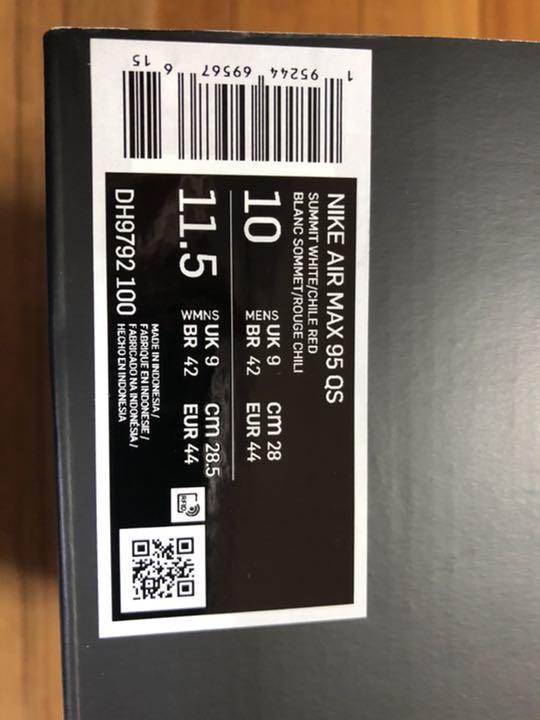 NIKE AIR MAX 95 QS
SUMMIT WHITE/CHILE RED
BLANC SOMMET/ROUGE CHILI
10
MENS UK 9 cm 28
BR 42 EUR 44
11.5
WMNS UK 9 cm 28.5
BR 42 EUR 44
DH9792 100
MADE IN INDONESIA /
FABRIQUE EN INDONESIE /
FABRICADO NA INDONÉSIA /
HECHO EN INDONESIA
RFID
1 95244 69567 6 15